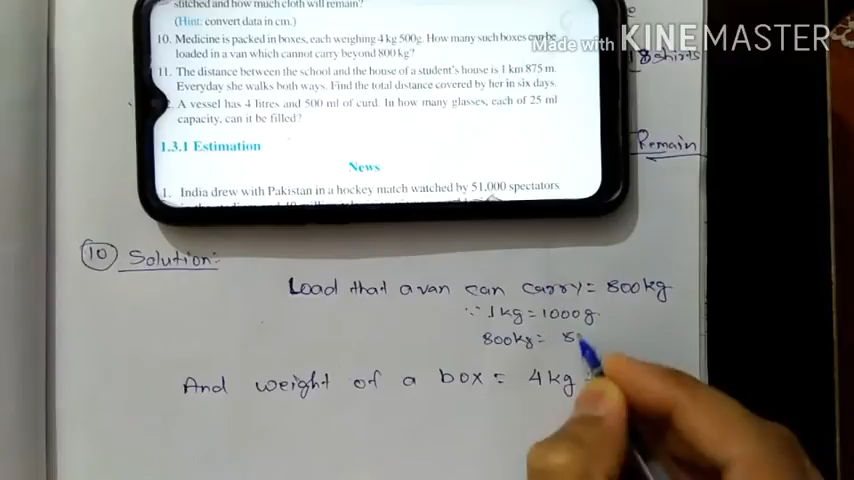 stitched and how much cloth will remain?
(Hint: convert data in cm.)
10. Medicine is packed in boxes, each weighing 4 kg 500g. How many such boxes can be
loaded in a van which cannot carry beyond 800 kg?
11. The distance between the school and the house of a student's house is 1 km 875 m.
Everyday she walks both ways. Find the total distance covered by her in six days.
A vessel has 4 litres and 500 ml of curd. In how many glasses, each of 25 ml
capacity, can it be filled?
1.3.1 Estimation
News
1. India drew with Pakistan in a hockey match watched by 51,000 spectators
Made with KINEMASTER
18 shirts
Remain
10 Solution:-
Load that a van can carry = 800kg
∵ 1kg = 1000g
800kg = 8
And weight of a box = 4kg